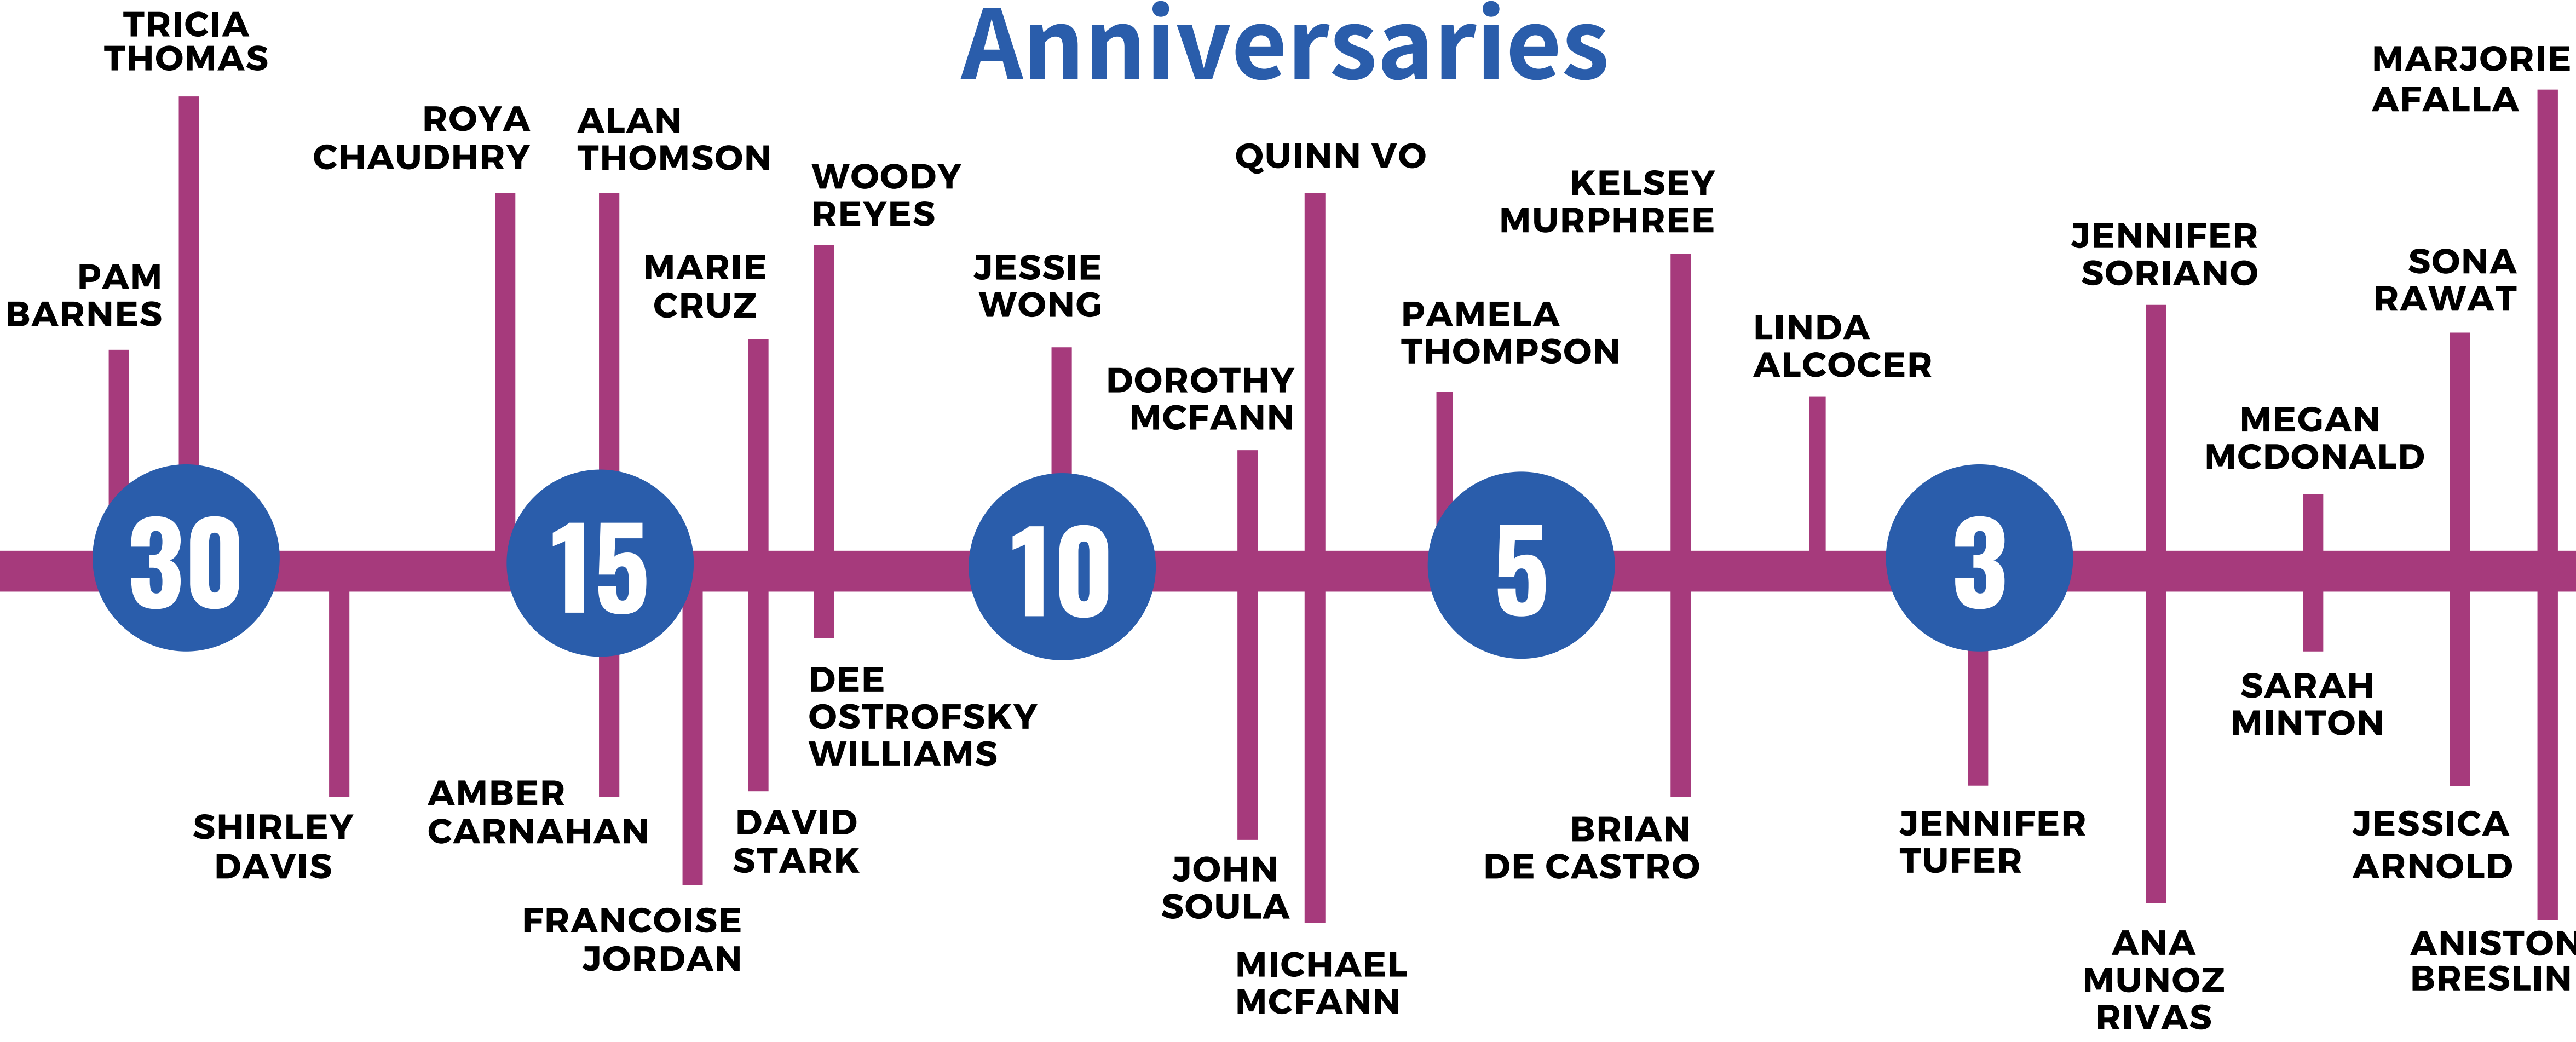 Anniversaries
TRICIA
THOMAS
PAM
BARNES
30
SHIRLEY
DAVIS
ROYA
CHAUDHRY
ALAN
THOMSON
15
AMBER
CARNAHAN
FRANCOISE
JORDAN
MARIE
CRUZ
DAVID
STARK
WOODY
REYES
DEE
OSTROFSKY
WILLIAMS
JESSIE
WONG
10
DOROTHY
MCFANN
JOHN
SOULA
QUINN VO
MICHAEL
MCFANN
PAMELA
THOMPSON
5
KELSEY
MURPHREE
BRIAN
DE CASTRO
LINDA
ALCOCER
3
JENNIFER
TUFER
JENNIFER
SORIANO
ANA
MUNOZ
RIVAS
MEGAN
MCDONALD
SARAH
MINTON
SONA
RAWAT
JESSICA
ARNOLD
MARJORIE
AFALLA
ANISTON
BRESLIN